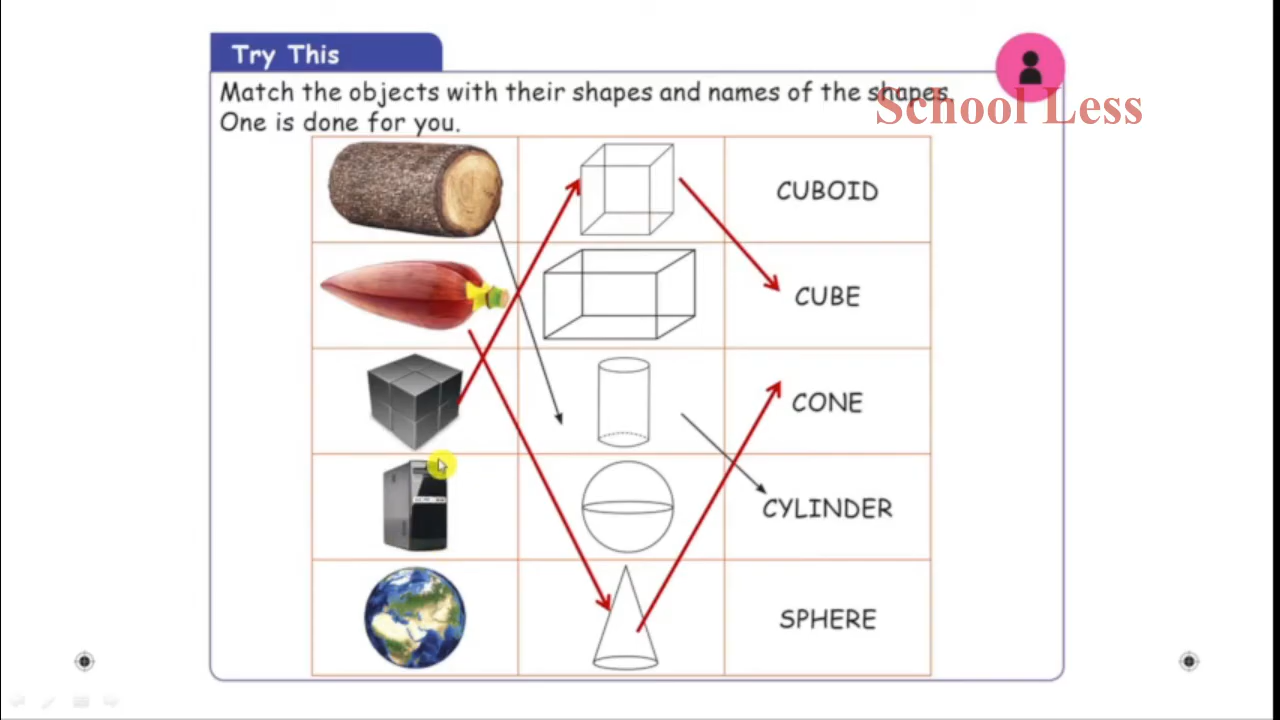 Try This
Match the objects with their shapes and names of the shapes.
School Less
One is done for you.
CUBOID
CUBE
CONE
CYLINDER
SPHERE